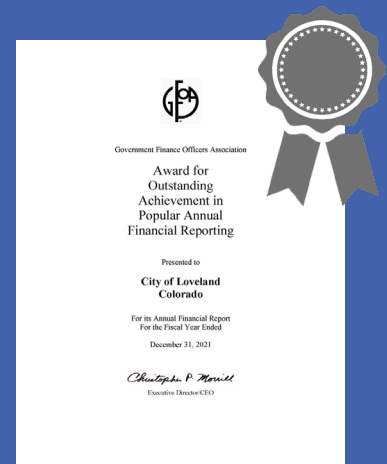 GFOA
Government Finance Officers Association
Award for
Outstanding
Achievement in
Popular Annual
Financial Reporting
Presented to
City of Loveland
Colorado
For its Annual Financial Report
For the Fiscal Year Ended
December 31, 2021
Christopher P. Morrill
Executive Director/CEO